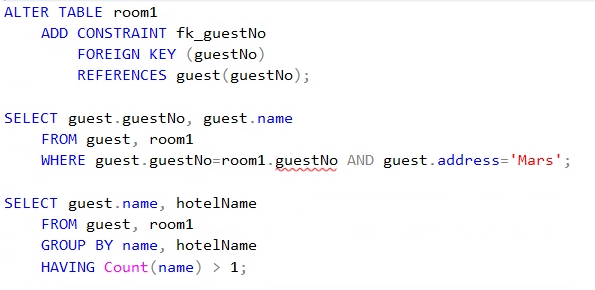 ALTER TABLE room1
    ADD CONSTRAINT fk_guestNo
        FOREIGN KEY (guestNo)
        REFERENCES guest(guestNo);
SELECT guest.guestNo, guest.name
    FROM guest, room1
    WHERE guest.guestNo=room1.guestNo AND guest.address='Mars';
SELECT guest.name, hotelName
    FROM guest, room1
    GROUP BY name, hotelName
    HAVING Count(name) > 1;